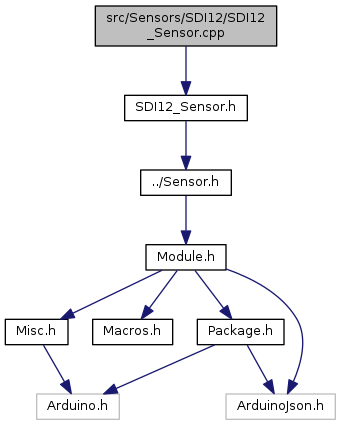 src/Sensors/SDI12/SDI12
_Sensor.cpp
SDI12_Sensor.h
../Sensor.h
Module.h
Misc.h
Macros.h
Package.h
Arduino.h
ArduinoJson.h